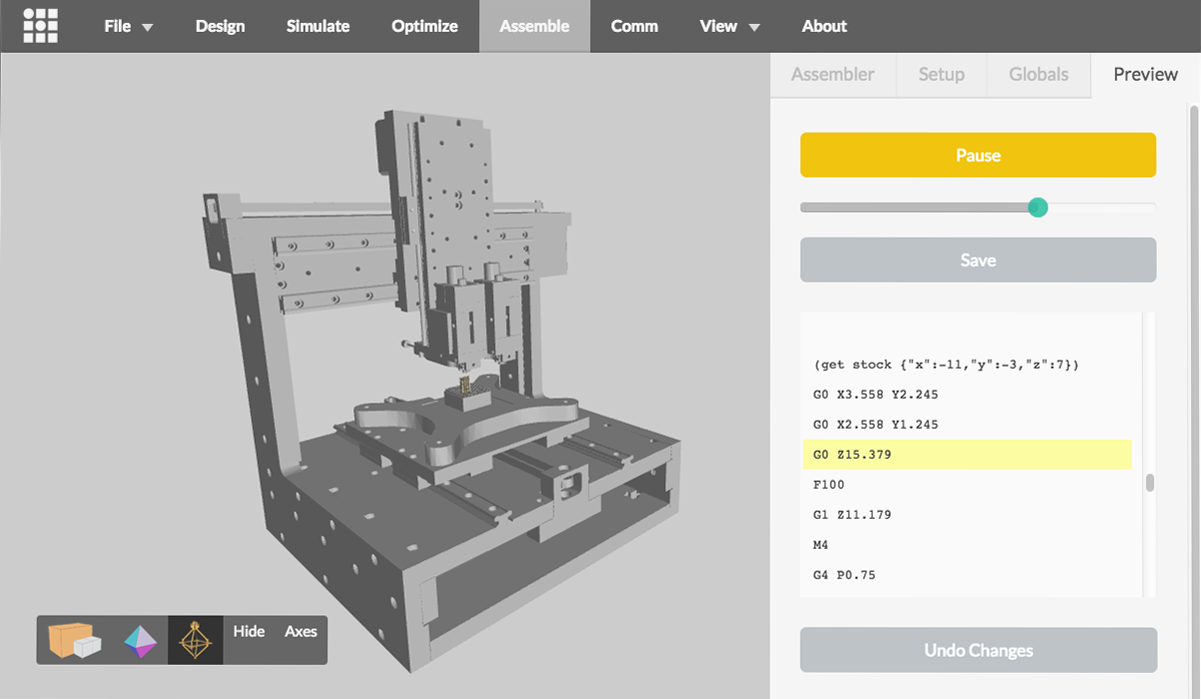 File Design Simulate Optimize Assemble Comm View About
Assembler Setup Globals Preview
Pause
Save
(get stock {"x":-11,"y":-3,"z":7})
G0 X3.558 Y2.245
G0 X2.558 Y1.245
G0 Z15.379
F100
G1 Z11.179
M4
G4 P0.75
Hide Axes
Undo Changes